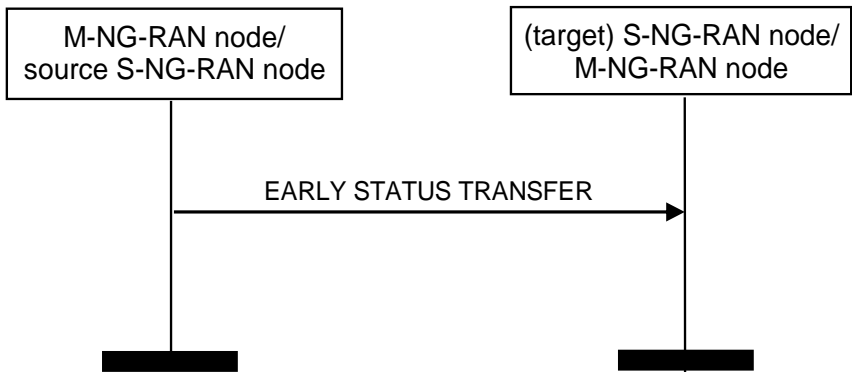 M-NG-RAN node/
source S-NG-RAN node
(target) S-NG-RAN node/
M-NG-RAN node
EARLY STATUS TRANSFER